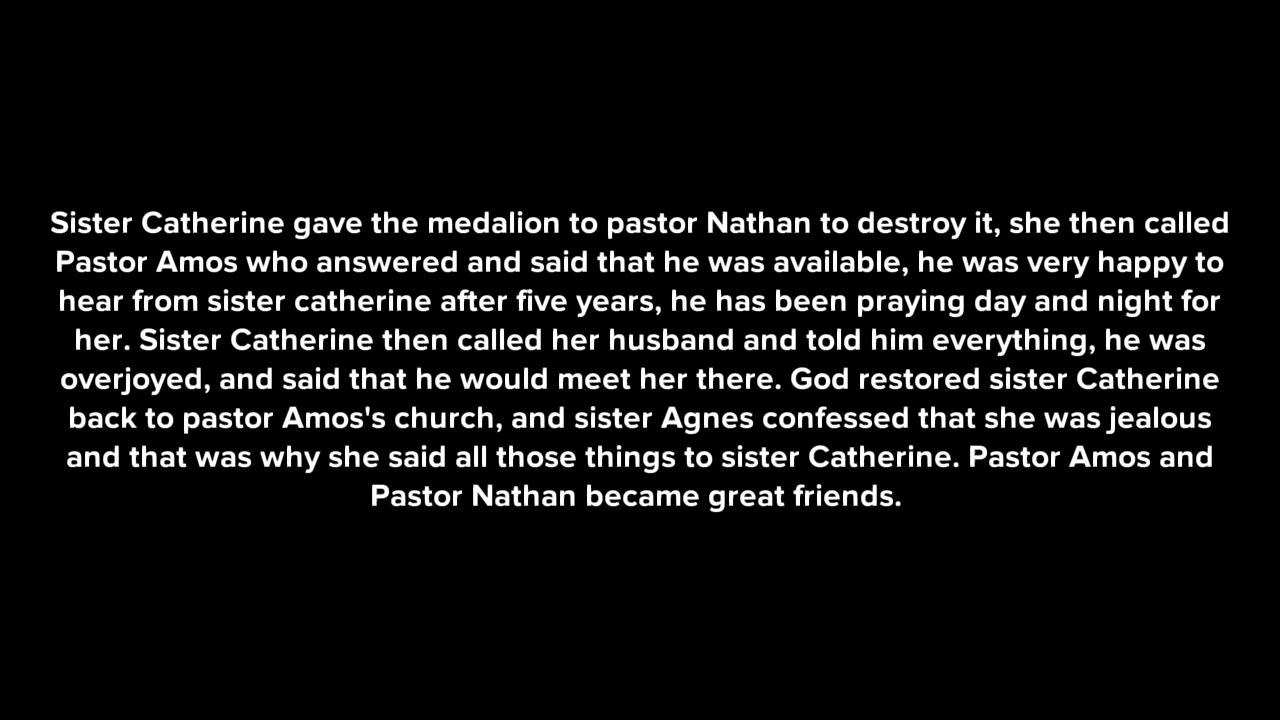 Sister Catherine gave the medalion to pastor Nathan to destroy it, she then called
Pastor Amos who answered and said that he was available, he was very happy to
hear from sister catherine after five years, he has been praying day and night for
her. Sister Catherine then called her husband and told him everything, he was
overjoyed, and said that he would meet her there. God restored sister Catherine
back to pastor Amos's church, and sister Agnes confessed that she was jealous
and that was why she said all those things to sister Catherine. Pastor Amos and
Pastor Nathan became great friends.